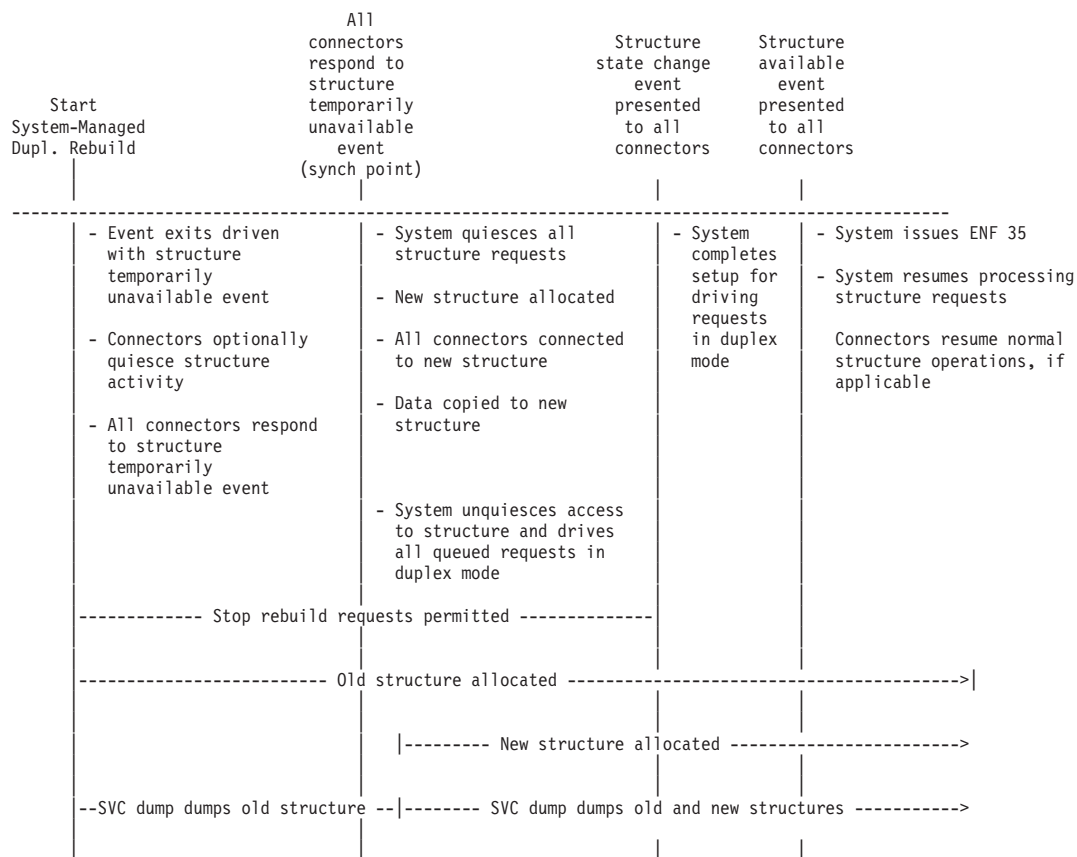 All
connectors
respond to
structure
temporarily
unavailable
event
(synch point)
Start
System-Managed
Dupl. Rebuild
Structure
state change
event
presented
to all
connectors
Structure
available
event
presented
to all
connectors
- Event exits driven
with structure
temporarily
unavailable event
- Connectors optionally
quiesce structure
activity
- All connectors respond
to structure
temporarily
unavailable event
- System quiesces all
structure requests
- New structure allocated
- All connectors connected
to new structure
- Data copied to new
structure
- System unquiesces access
to structure and drives
all queued requests in
duplex mode
- System
completes
setup for
driving
requests
in duplex
mode
- System issues ENF 35
- System resumes processing
structure requests
Connectors resume normal
structure operations, if
applicable
Stop rebuild requests permitted
Old structure allocated
New structure allocated
SVC dump dumps old structure
SVC dump dumps old and new structures